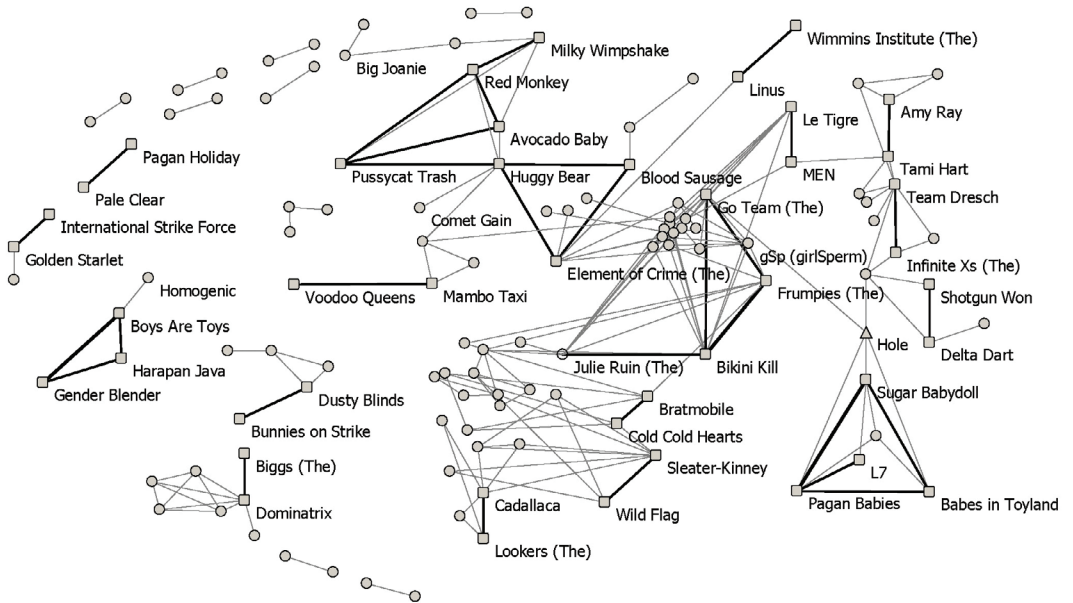 Wimmins Institute (The)
Milky Wimpshake
Big Joanie
Red Monkey
Linus
Amy Ray
Le Tigre
Avocado Baby
Pagan Holiday
Pussycat Trash
Huggy Bear
Blood Sausage
MEN
Tami Hart
Pale Clear
Team Dresch
Go Team (The)
International Strike Force
Comet Gain
Golden Starlet
gSp (girlSperm)
Infinite Xs (The)
Element of Crime (The)
Homogenic
Voodoo Queens
Mambo Taxi
Frumpies (The)
Shotgun Won
Boys Are Toys
Hole
Delta Dart
Harapan Java
Julie Ruin (The)
Bikini Kill
Gender Blender
Sugar Babydoll
Dusty Blinds
Bratmobile
Bunnies on Strike
Cold Cold Hearts
Biggs (The)
Sleater-Kinney
L7
Cadallaca
Pagan Babies
Babes in Toyland
Dominatrix
Wild Flag
Lookers (The)